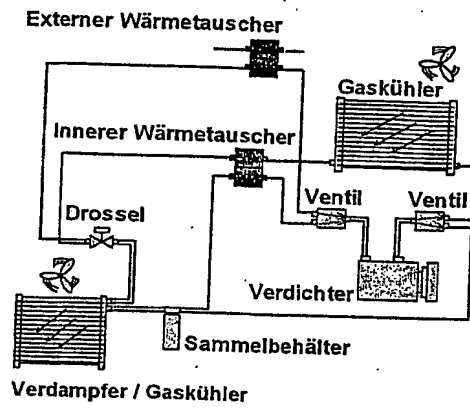 Externer Wärmetauscher
Gaskühler
Innerer Wärmetauscher
Ventil
Ventil
Drossel
Verdichter
Sammelbehälter
Verdampfer / Gaskühler